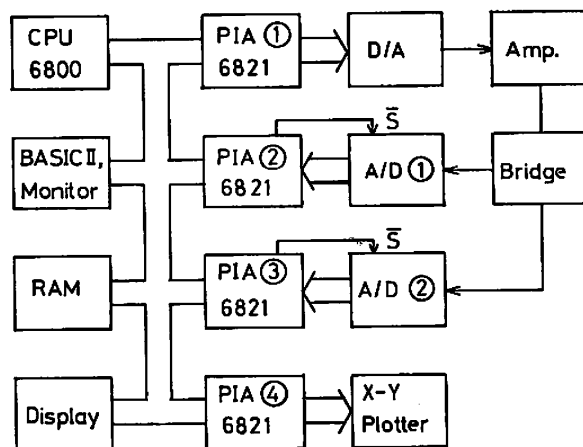 CPU
6800
PIA ①
6821
D/A
Amp.
S̄
BASIC II,
Monitor
PIA ②
6821
A/D ①
Bridge
S̄
RAM
PIA ③
6821
A/D ②
Display
PIA ④
6821
X-Y
Plotter